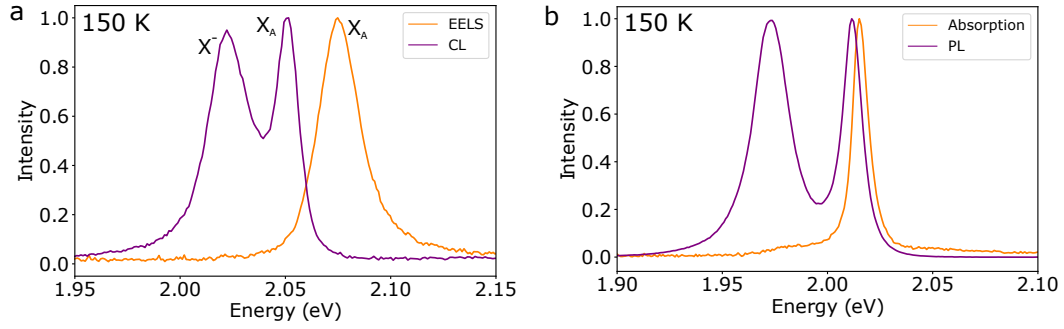 a
150 K
X⁻
X_A
X_A
EELS
CL
Intensity
1.0
0.8
0.6
0.4
0.2
0.0
1.95
2.00
2.05
2.10
2.15
Energy (eV)
b
150 K
Absorption
PL
Intensity
1.0
0.8
0.6
0.4
0.2
0.0
1.90
1.95
2.00
2.05
2.10
Energy (eV)